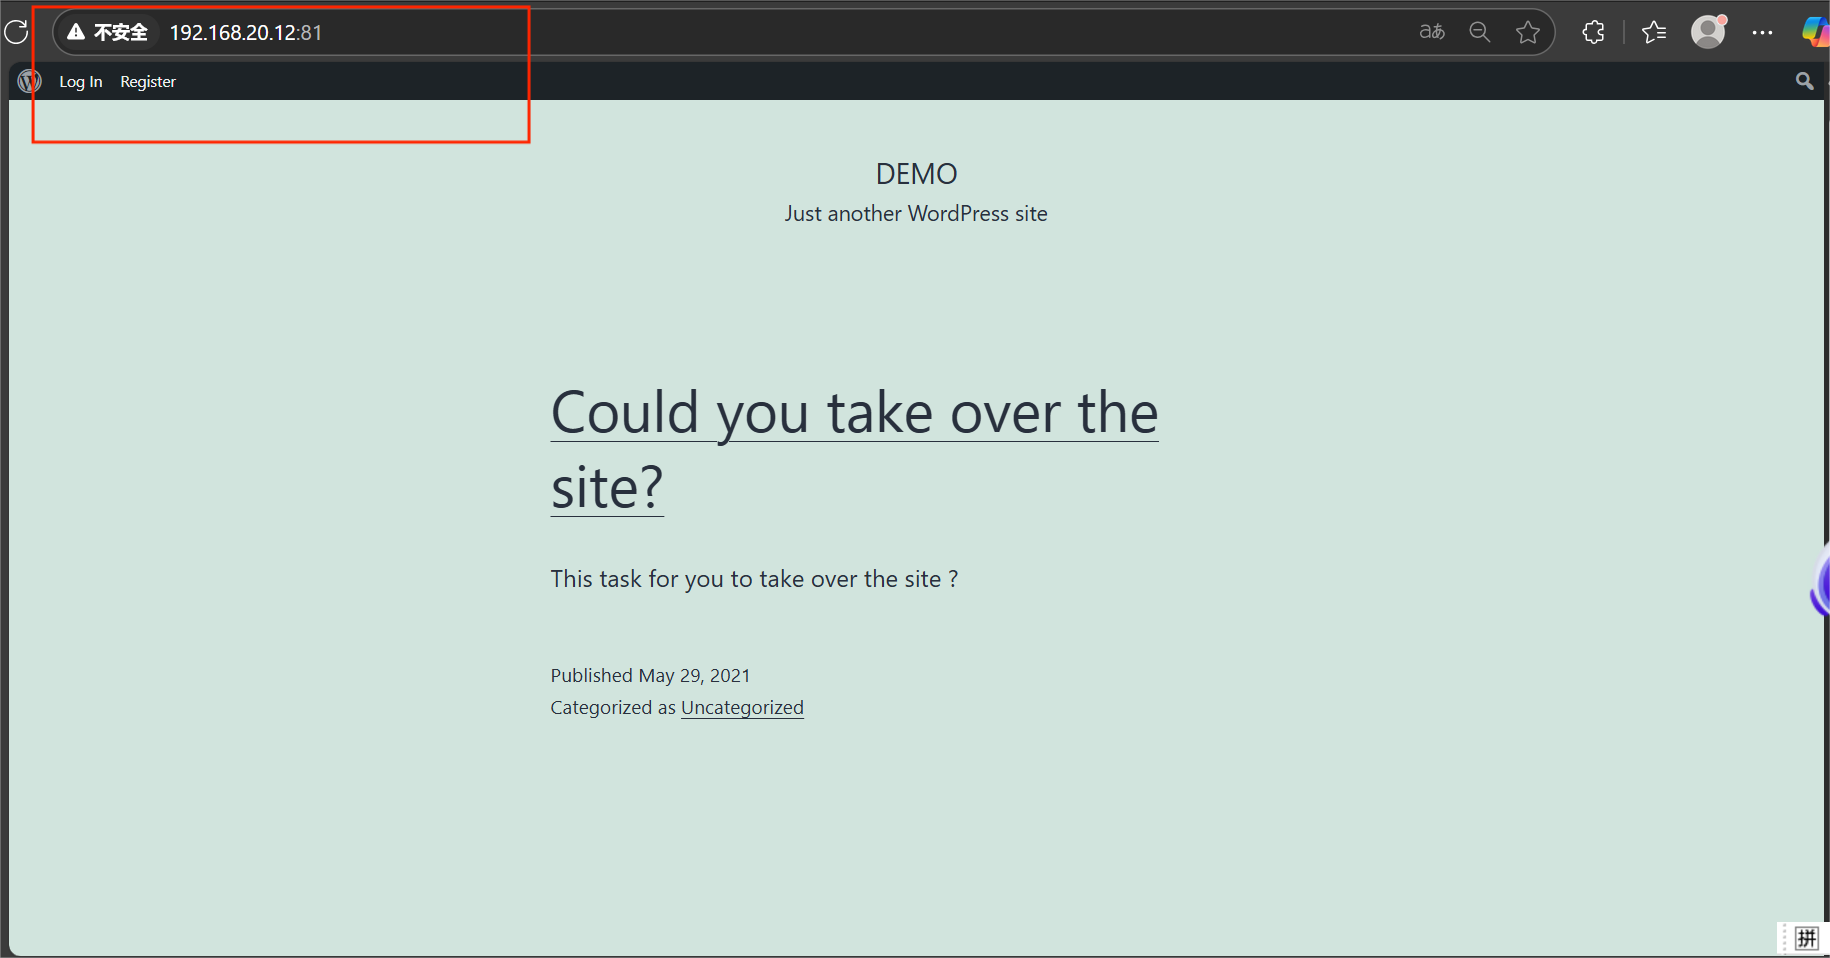 不安全 192.168.20.12:81 aあ
Log In Register
DEMO
Just another WordPress site
Could you take over the
site?
This task for you to take over the site ?
Published May 29, 2021
Categorized as Uncategorized
拼